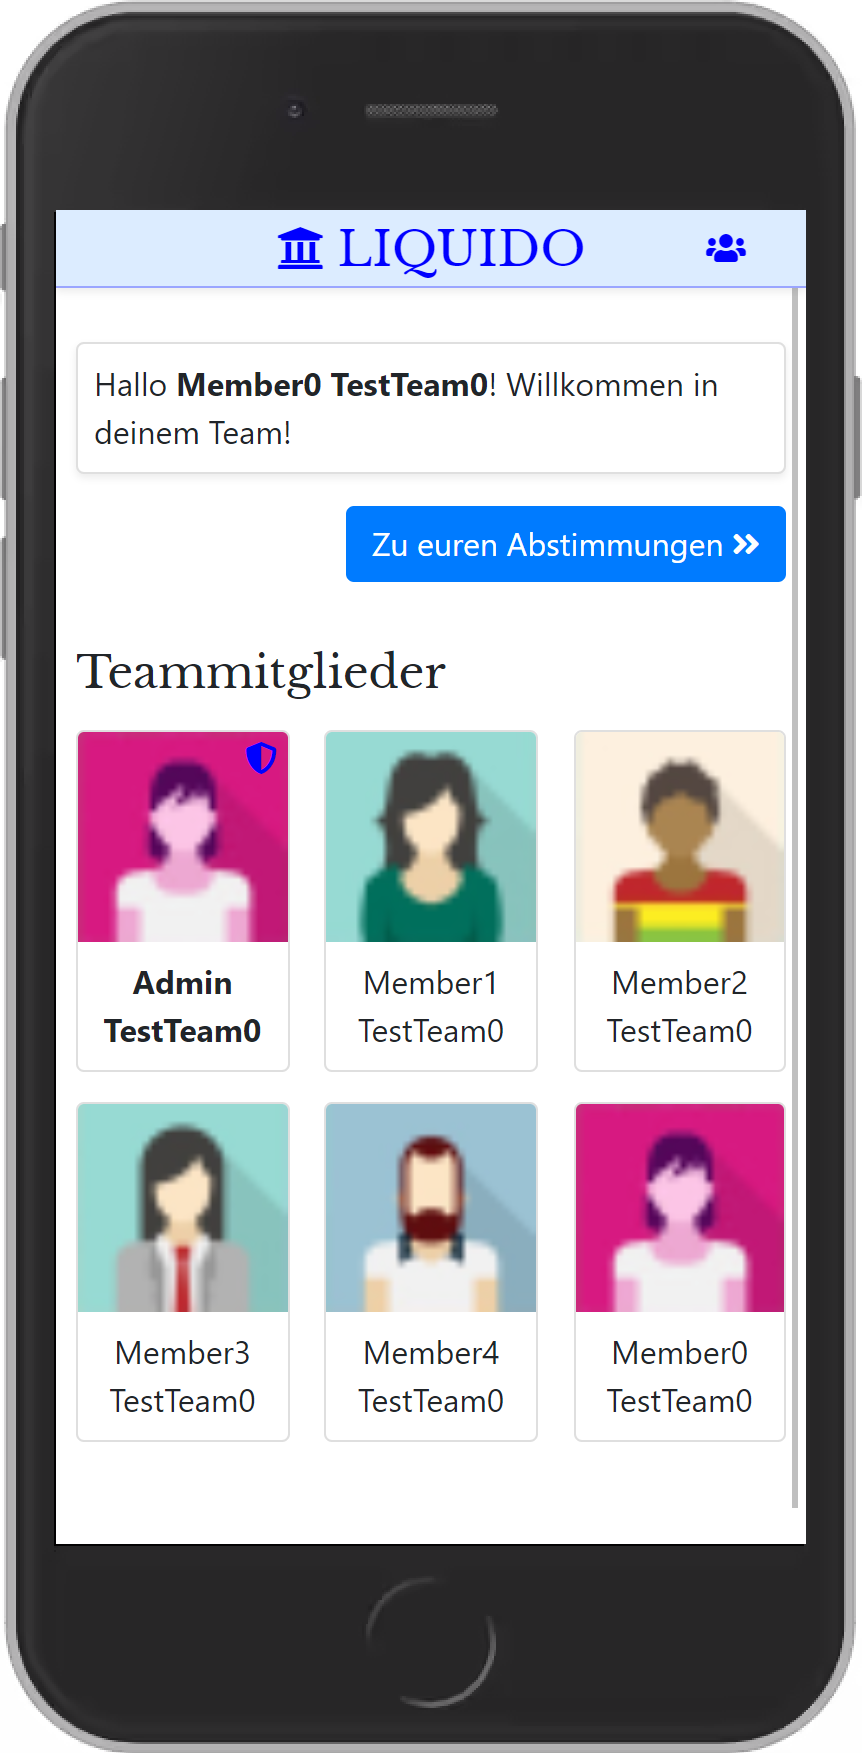 LIQUIDO
Hallo Member0 TestTeam0! Willkommen in
deinem Team!
Zu euren Abstimmungen
Teammitglieder
Admin
TestTeam0
Member1
TestTeam0
Member2
TestTeam0
Member3
TestTeam0
Member4
TestTeam0
Member0
TestTeam0